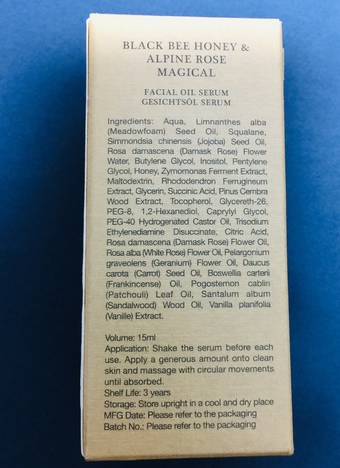 BLACK BEE HONEY &
ALPINE ROSE
MAGICAL
FACIAL OIL SERUM
GESICHTSÖL SERUM
Ingredients: Aqua, Limnanthes alba
(Meadowfoam) Seed Oil, Squalane,
Simmondsia chinensis (Jojoba) Seed Oil,
Rosa damascena (Damask Rose) Flower
Water, Butylene Glycol, Inositol, Pentylene
Glycol, Honey, Zymomonas Ferment Extract,
Maltodextrin, Rhododendron Ferrugineum
Extract, Glycerin, Succinic Acid, Pinus Cembra
Wood Extract, Tocopherol, Glycereth-26,
PEG-8, 1,2-Hexanediol, Caprylyl Glycol,
PEG-40 Hydrogenated Castor Oil, Trisodium
Ethylenediamine Disuccinate, Citric Acid,
Rosa damascena (Damask Rose) Flower Oil,
Rosa alba (White Rose) Flower Oil, Pelargonium
graveolens (Geranium) Flower Oil, Daucus
carota (Carrot) Seed Oil, Boswellia carterii
(Frankincense) Oil, Pogostemon cablin
(Patchouli) Leaf Oil, Santalum album
(Sandalwood) Wood Oil, Vanilla planifolia
(Vanille) Extract.
Volume: 15ml
Application: Shake the serum before each
use. Apply a generous amount onto clean
skin and massage with circular movements
until absorbed.
Shelf Life: 3 years
Storage: Store upright in a cool and dry place
MFG Date: Please refer to the packaging
Batch No.: Please refer to the packaging